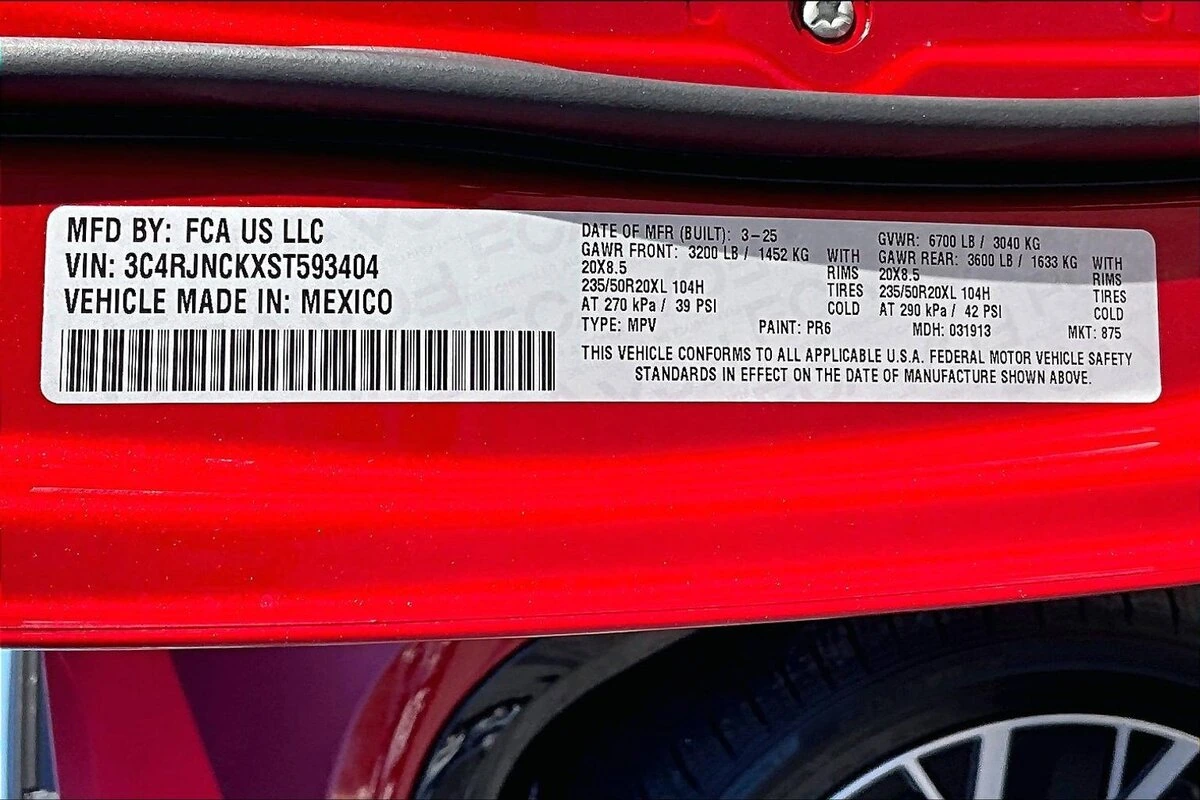 MFD BY: FCA US LLC
VIN: 3C4RJNCKXST593404
VEHICLE MADE IN: MEXICO
DATE OF MFR (BUILT): 3-25
GAWR FRONT: 3200 LB / 1452 KG WITH
20X8.5 RIMS
235/50R20XL 104H TIRES
AT 270 kPa / 39 PSI COLD
GVWR: 6700 LB / 3040 KG
GAWR REAR: 3600 LB / 1633 KG WITH
20X8.5 RIMS
235/50R20XL 104H TIRES
AT 290 kPa / 42 PSI COLD
TYPE: MPV PAINT: PR6 MDH: 031913 MKT: 875
THIS VEHICLE CONFORMS TO ALL APPLICABLE U.S.A. FEDERAL MOTOR VEHICLE SAFETY
STANDARDS IN EFFECT ON THE DATE OF MANUFACTURE SHOWN ABOVE.